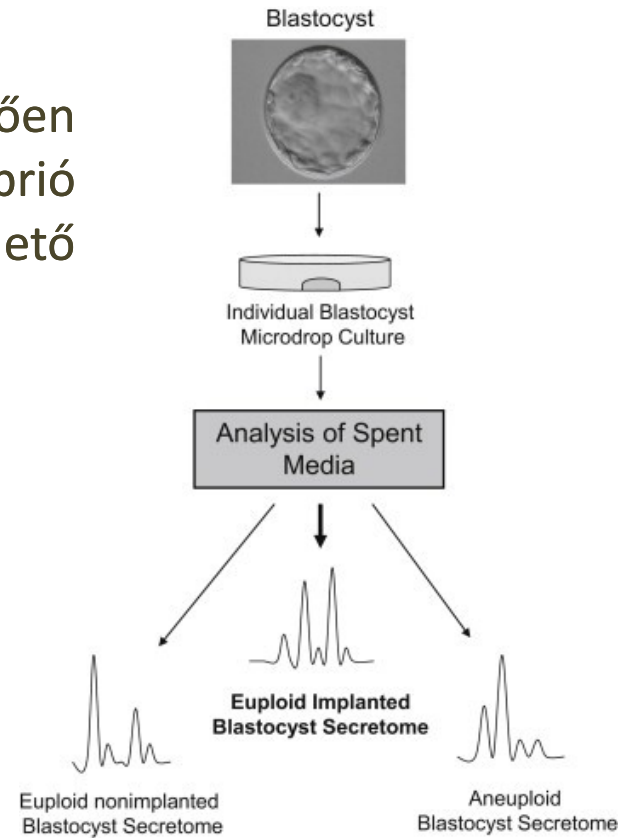 Blastocyst
ően
brió
ető
Individual Blastocyst
Microdrop Culture
Analysis of Spent
Media
Euploid Implanted
Blastocyst Secretome
Euploid nonimplanted
Blastocyst Secretome
Aneuploid
Blastocyst Secretome